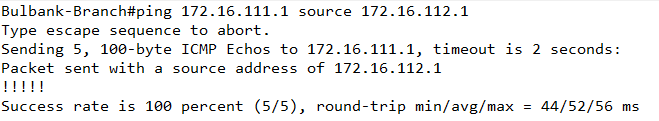 Bulbank-Branch#ping 172.16.111.1 source 172.16.112.1
Type escape sequence to abort.
Sending 5, 100-byte ICMP Echos to 172.16.111.1, timeout is 2 seconds:
Packet sent with a source address of 172.16.112.1
!!!!!
Success rate is 100 percent (5/5), round-trip min/avg/max = 44/52/56 ms